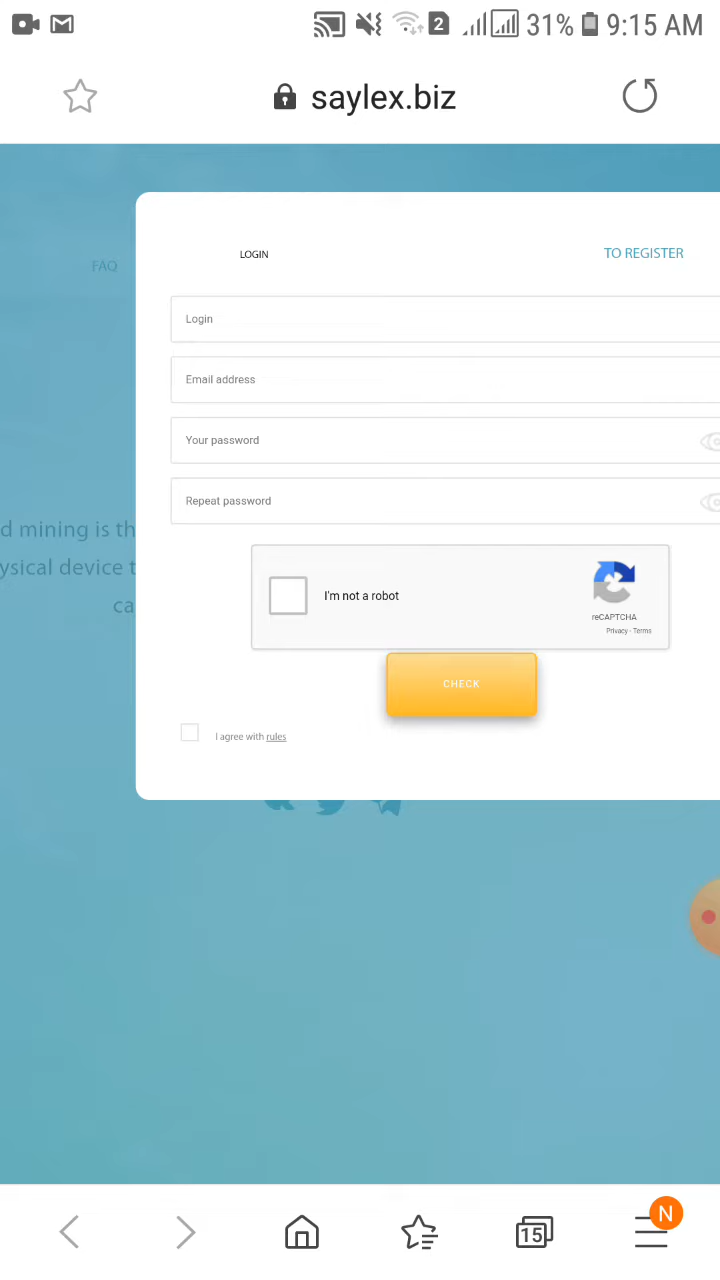 2 31% 9:15 AM
saylex.biz
FAQ
LOGIN
TO REGISTER
Login
Email address
Your password
Repeat password
d mining is th
ysical device t
ca
I'm not a robot
reCAPTCHA
Privacy - Terms
CHECK
I agree with rules
15
N